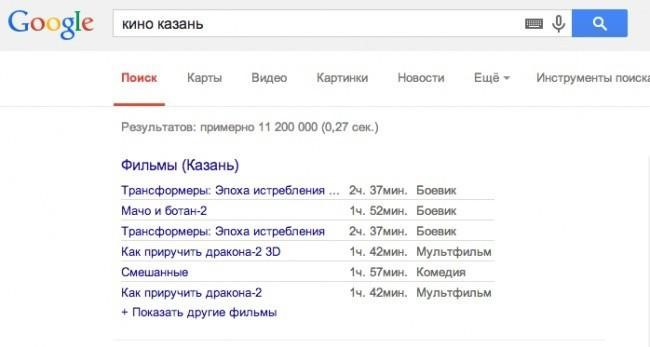 Google
кино казань
Поиск Карты Видео Картинки Новости Ещё Инструменты поиска
Результатов: примерно 11 200 000 (0,27 сек.)
Фильмы (Казань)
Трансформеры: Эпоха истребления ... 2ч. 37мин. Боевик
Мачо и ботан-2 1ч. 52мин. Боевик
Трансформеры: Эпоха истребления 2ч. 37мин. Боевик
Как приручить дракона-2 3D 1ч. 42мин. Мультфильм
Смешанные 1ч. 57мин. Комедия
Как приручить дракона-2 1ч. 42мин. Мультфильм
+ Показать другие фильмы